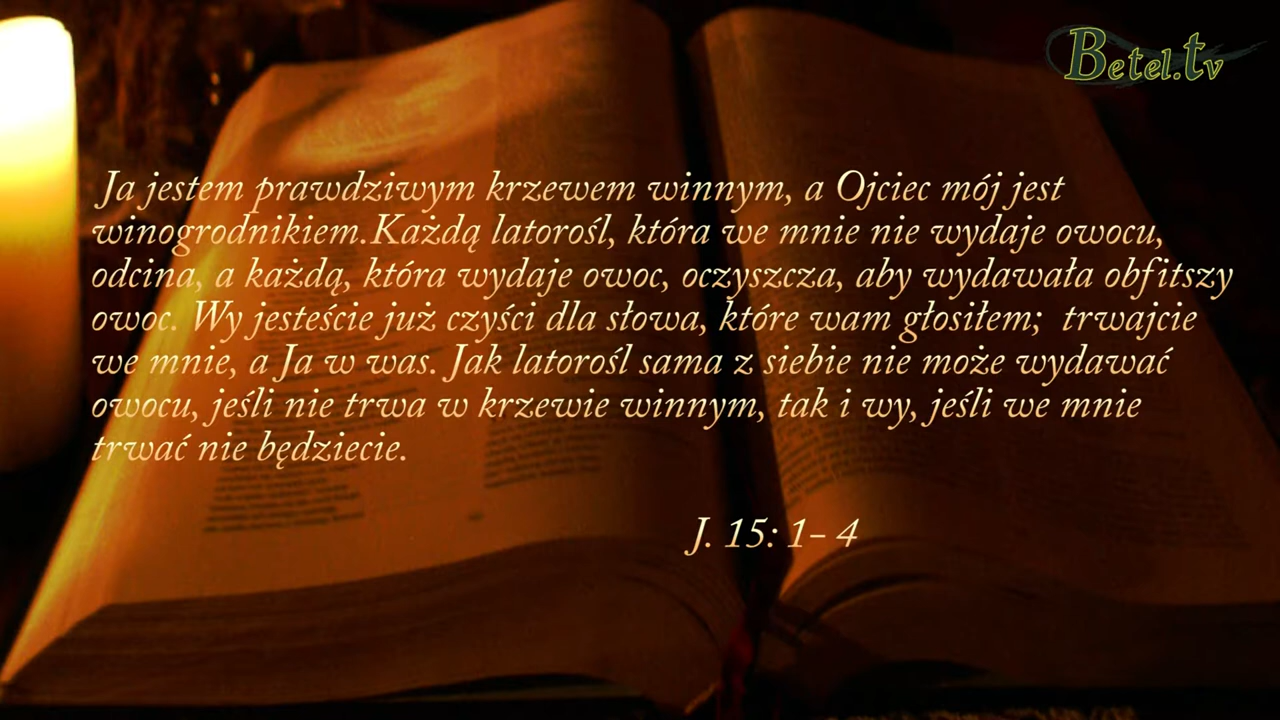 Betel.tv
Ja jestem prawdziwym krzewem winnym, a Ojciec mój jest
winogrodnikiem.Każdą latorośl, która we mnie nie wydaje owocu,
odcina, a każdą, która wydaje owoc, oczyszcza, aby wydawała obfitszy
owoc. Wy jesteście już czyści dla słowa, które wam głosiłem;  trwajcie
we mnie, a Ja w was. Jak latorośl sama z siebie nie może wydawać
owocu, jeśli nie trwa w krzewie winnym, tak i wy, jeśli we mnie
trwać nie będziecie.
J. 15: 1- 4